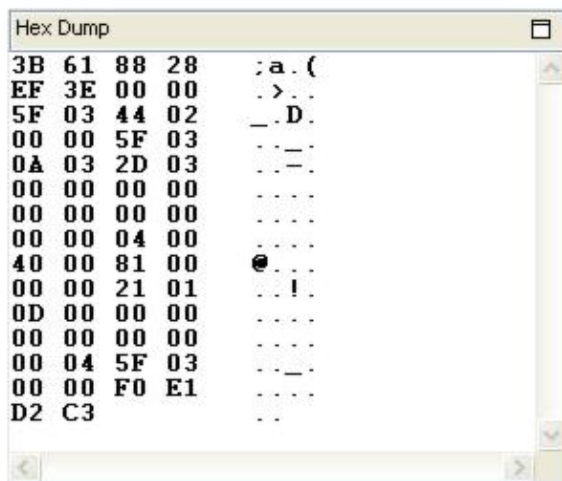 Hex Dump
3B 61 88 28 ;a.(
EF 3E 00 00 .>..
5F 03 44 02 _.D.
00 00 5F 03 .._.
0A 03 2D 03 ..-.
00 00 00 00 ....
00 00 00 00 ....
00 00 04 00 ....
40 00 81 00 @...
00 00 21 01 ..!.
0D 00 00 00 ....
00 00 00 00 ....
00 04 5F 03 .._.
00 00 F0 E1 ....
D2 C3 ..